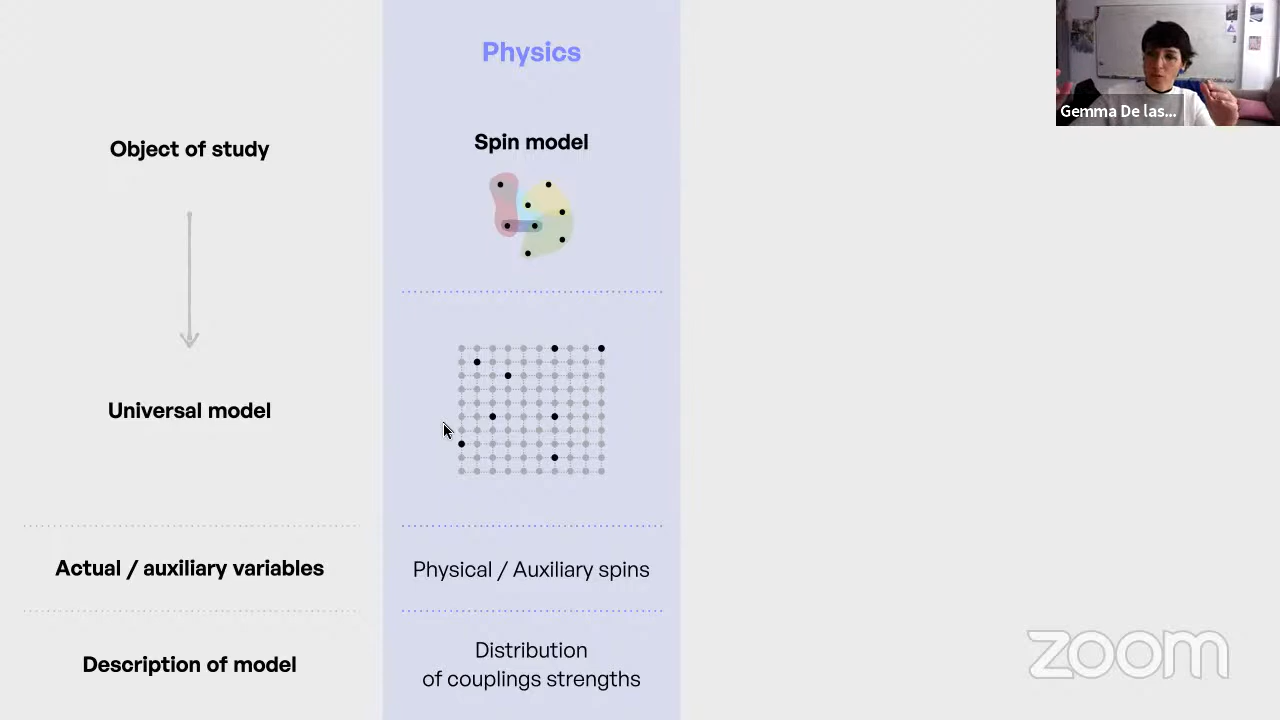 Physics
Object of study
Spin model
Gemma De las...
Universal model
Actual / auxiliary variables
Physical / Auxiliary spins
Description of model
Distribution
of couplings strengths
zoom